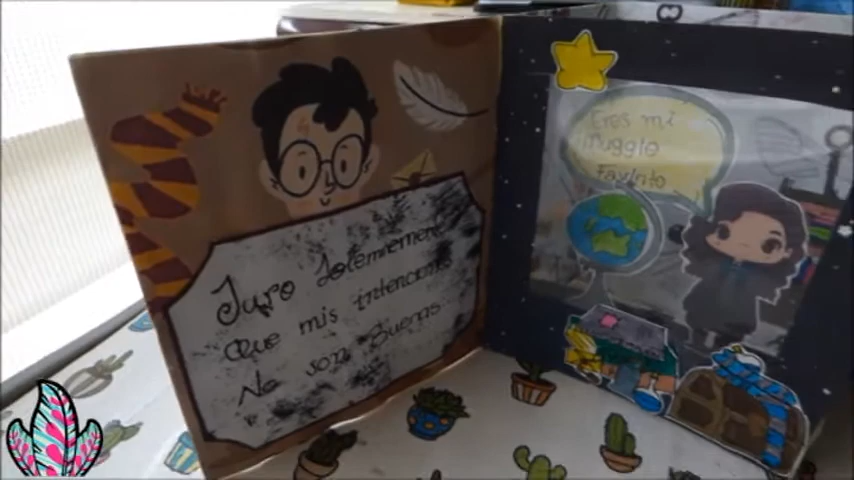 Juro Solemnemente
Que mis intenciones
No son Buenas
Eres mi
Muggle
Favorito